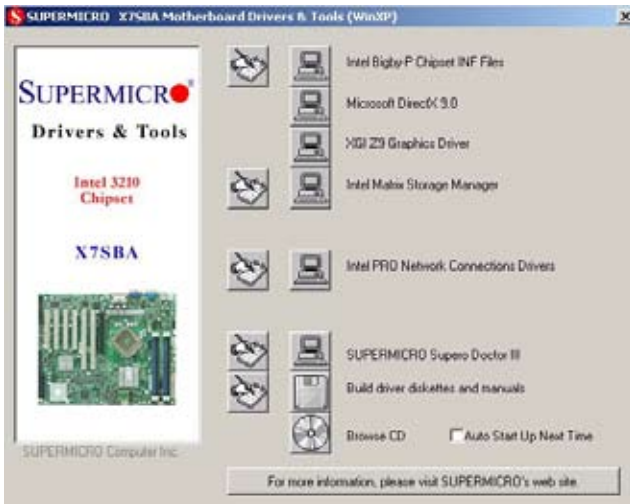 SUPERMICRO X7SBA Motherboard Drivers & Tools (WinXP)
SUPERMICRO
Drivers & Tools
Intel 3210
Chipset
X7SBA
SUPERMICRO Computer Inc.
Intel Bigby-P Chipset INF Files
Microsoft DirectX 9.0
XGI Z9 Graphics Driver
Intel Matrix Storage Manager
Intel PRO Network Connections Drivers
SUPERMICRO Supero Doctor III
Build driver diskettes and manuals
Browse CD
Auto Start Up Next Time
For more information, please visit SUPERMICRO's web site.